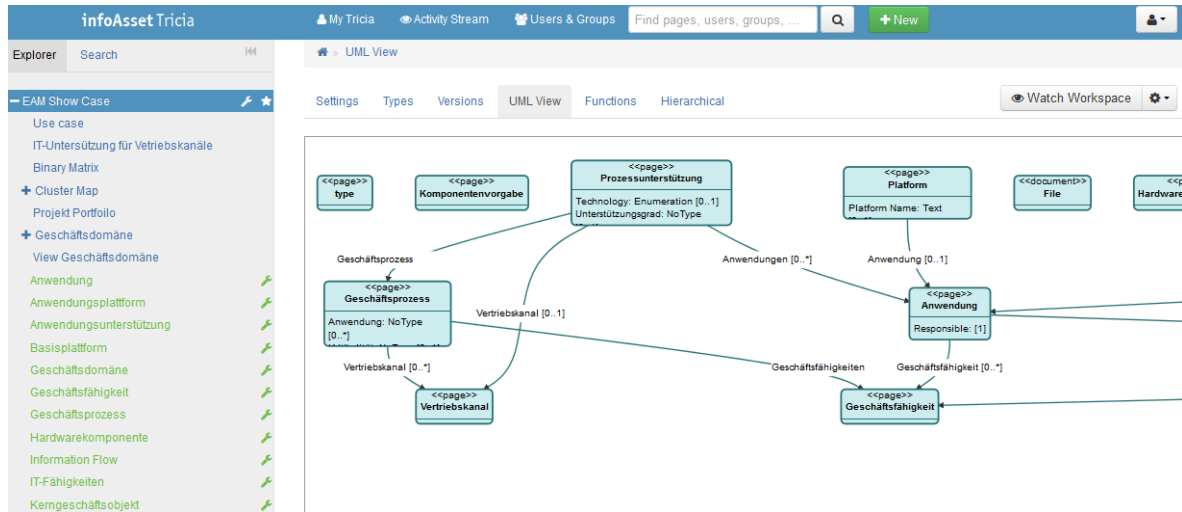 infoAsset Tricia
My Tricia
Activity Stream
Users & Groups
Find pages, users, groups, ...
New
Explorer
Search
» UML View
EAM Show Case
Use case
IT-Untersützung für Vetriebskanäle
Binary Matrix
Cluster Map
Projekt Portfoilo
Geschäftsdomäne
View Geschäftsdomäne
Anwendung
Anwendungsplattform
Anwendungsunterstützung
Basisplattform
Geschäftsdomäne
Geschäftsfähigkeit
Geschäftsprozess
Hardwarekomponente
Information Flow
IT-Fähigkeiten
Kerngeschäftsobjekt
Settings
Types
Versions
UML View
Functions
Hierarchical
Watch Workspace
<<page>>
type
<<page>>
Komponentenvorgabe
<<page>>
Prozessunterstützung
Technology: Enumeration [0..1]
Unterstützungsgrad: NoType
<<page>>
Platform
Platform Name: Text
<<document>>
File
<<p
Hardware
Geschäftsprozess
Anwendungen [0..*]
Anwendung [0..1]
<<page>>
Geschäftsprozess
Anwendung: NoType
[0..*]
Vertriebskanal [0..1]
<<page>>
Anwendung
Responsible: [1]
Vertriebskanal [0..*]
Geschäftsfähigkeiten
Geschäftsfähigkeit [0..*]
<<page>>
Vertriebskanal
<<page>>
Geschäftsfähigkeit